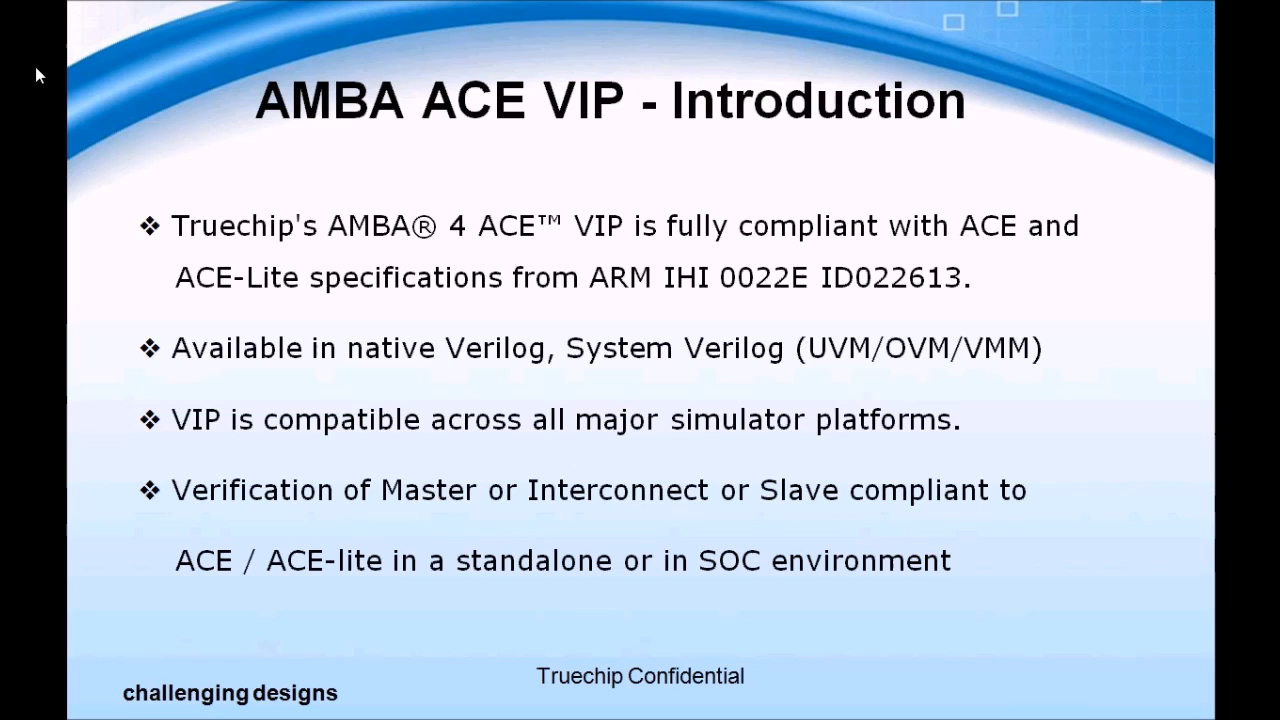 AMBA ACE VIP - Introduction
❖ Truechip's AMBA® 4 ACE™ VIP is fully compliant with ACE and
ACE-Lite specifications from ARM IHI 0022E ID022613.
❖ Available in native Verilog, System Verilog (UVM/OVM/VMM)
❖ VIP is compatible across all major simulator platforms.
❖ Verification of Master or Interconnect or Slave compliant to
ACE / ACE-lite in a standalone or in SOC environment
Truechip Confidential
challenging designs